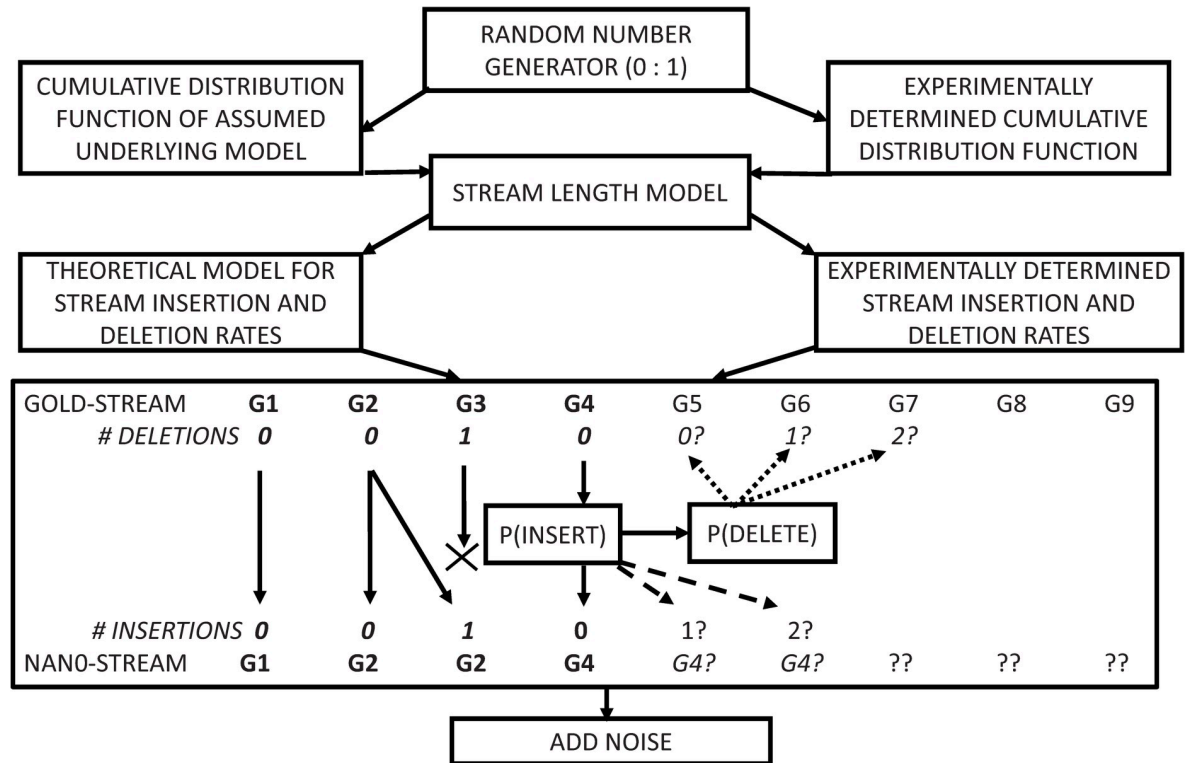 RANDOM NUMBER
GENERATOR (0 : 1)
CUMULATIVE DISTRIBUTION
FUNCTION OF ASSUMED
UNDERLYING MODEL
EXPERIMENTALLY
DETERMINED CUMULATIVE
DISTRIBUTION FUNCTION
STREAM LENGTH MODEL
THEORETICAL MODEL FOR
STREAM INSERTION AND
DELETION RATES
EXPERIMENTALLY DETERMINED
STREAM INSERTION AND
DELETION RATES
GOLD-STREAM G1 G2 G3 G4 G5 G6 G7 G8 G9
# DELETIONS 0 0 1 0 0? 1? 2?
P(INSERT) P(DELETE)
# INSERTIONS 0 0 1 0 1? 2?
NAN0-STREAM G1 G2 G2 G4 G4? G4? ?? ?? ??
ADD NOISE